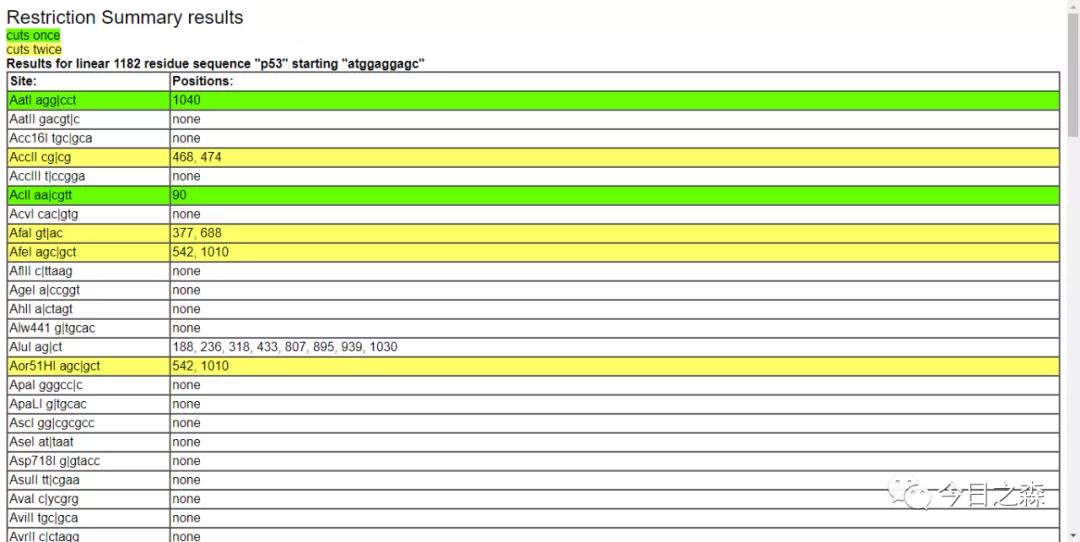 Restriction Summary results
cuts once
cuts twice
Results for linear 1182 residue sequence "p53" starting "atggaggagc"
Site: Positions:
AatI agg|cct 1040
AatII gacgt|c none
Acc16I tgc|gca none
AccII cg|cg 468, 474
AccIII t|ccgga none
AclI aa|cgtt 90
AcvI cac|gtg none
AfaI gt|ac 377, 688
AfeI agc|gct 542, 1010
AflII c|ttaag none
AgeI a|ccggt none
AhlI a|ctagt none
Alw441 g|tgcac none
AluI ag|ct 188, 236, 318, 433, 807, 895, 939, 1030
Aor51HI agc|gct 542, 1010
ApaI gggcc|c none
ApaLI g|tgcac none
AscI gg|cgcgcc none
AseI at|taat none
Asp718I g|gtacc none
AsuII tt|cgaa none
AvaI c|ycgrg none
AviII tgc|gca none
AvrII c|ctagg none
今日之森